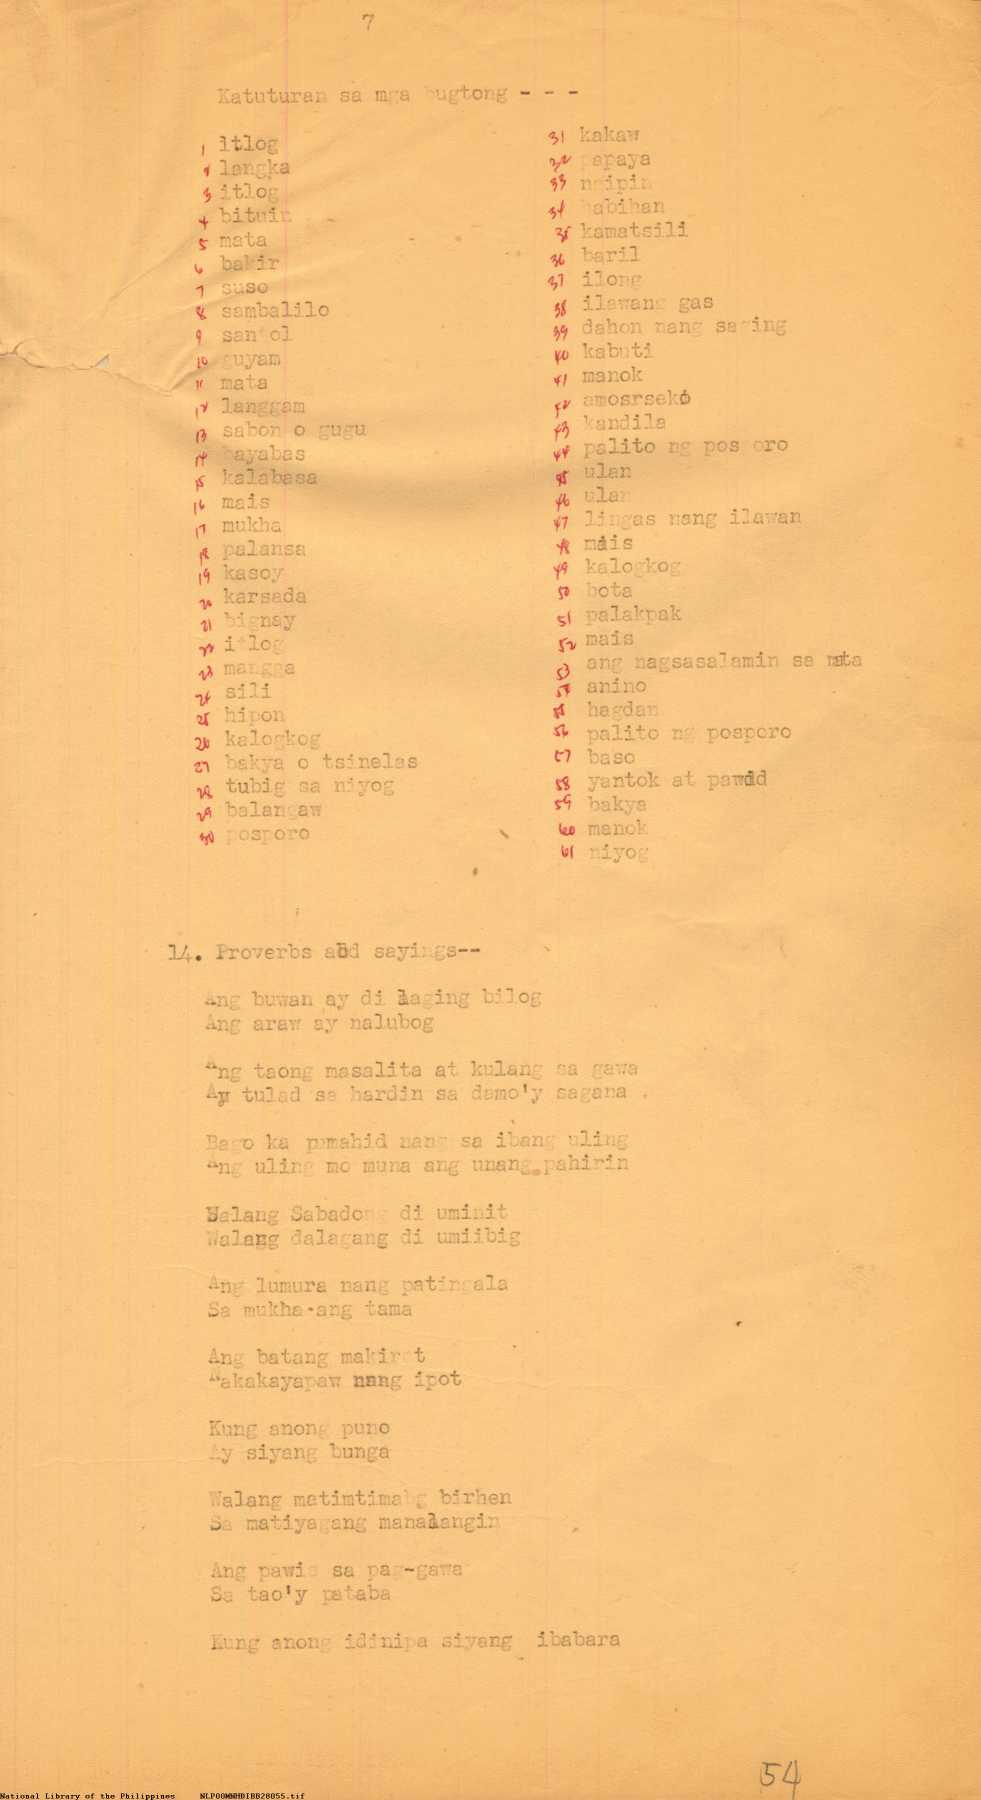 7
Katuturan sa mga bugtong - - -
1 itlog
2 langka
3 itlog
4 bituin
5 mata
6 bakir
7 suso
8 sambalilo
9 santol
10 guyam
11 mata
12 langgam
13 sabon o gugu
14 bayabas
15 kalabasa
16 mais
17 mukha
18 palansa
19 kasoy
20 karsada
21 bignay
22 itlog
23 mangga
24 sili
25 hipon
26 kalogkog
27 bakya o tsinelas
28 tubig sa niyog
29 balangaw
30 posporo
31 kakaw
32 papaya
33 ngipin
34 babihan
35 kamatsili
36 baril
37 ilong
38 ilawang gas
39 dahon nang saging
40 kabuti
41 manok
42 amosrseko
43 kandila
44 palito ng posporo
45 ulan
46 ulan
47 lingas nang ilawan
48 mais
49 kalogkog
50 bota
51 palakpak
52 mais
53 ang nagsasalamin sa mata
54 anino
55 hagdan
56 palito ng posporo
57 baso
58 yantok at pawid
59 bakya
60 manok
61 niyog
14. Proverbs and sayings--
Ang buwan ay di laging bilog
Ang araw ay nalubog
Ang taong masalita at kulang sa gawa
Ay tulad sa hardin sa damo'y sagana .
Bago ka pumahid nang sa ibang uling
Ang uling mo muna ang unang pahirin
Walang Sabadong di uminit
Walang dalagang di umiibig
Ang lumura nang patingala
Sa mukha ang tama
Ang batang makirot
Nakakayapaw nang ipot
Kung anong puno
Ay siyang bunga
Walang matimtimabg birhen
Sa matiyagang manalangin
Ang pawis sa pag-gawa
Sa tao'y pataba
Kung anong idinipa siyang ibabara
54
National Library of the Philippines NLP00MNHDIBB28055.tif